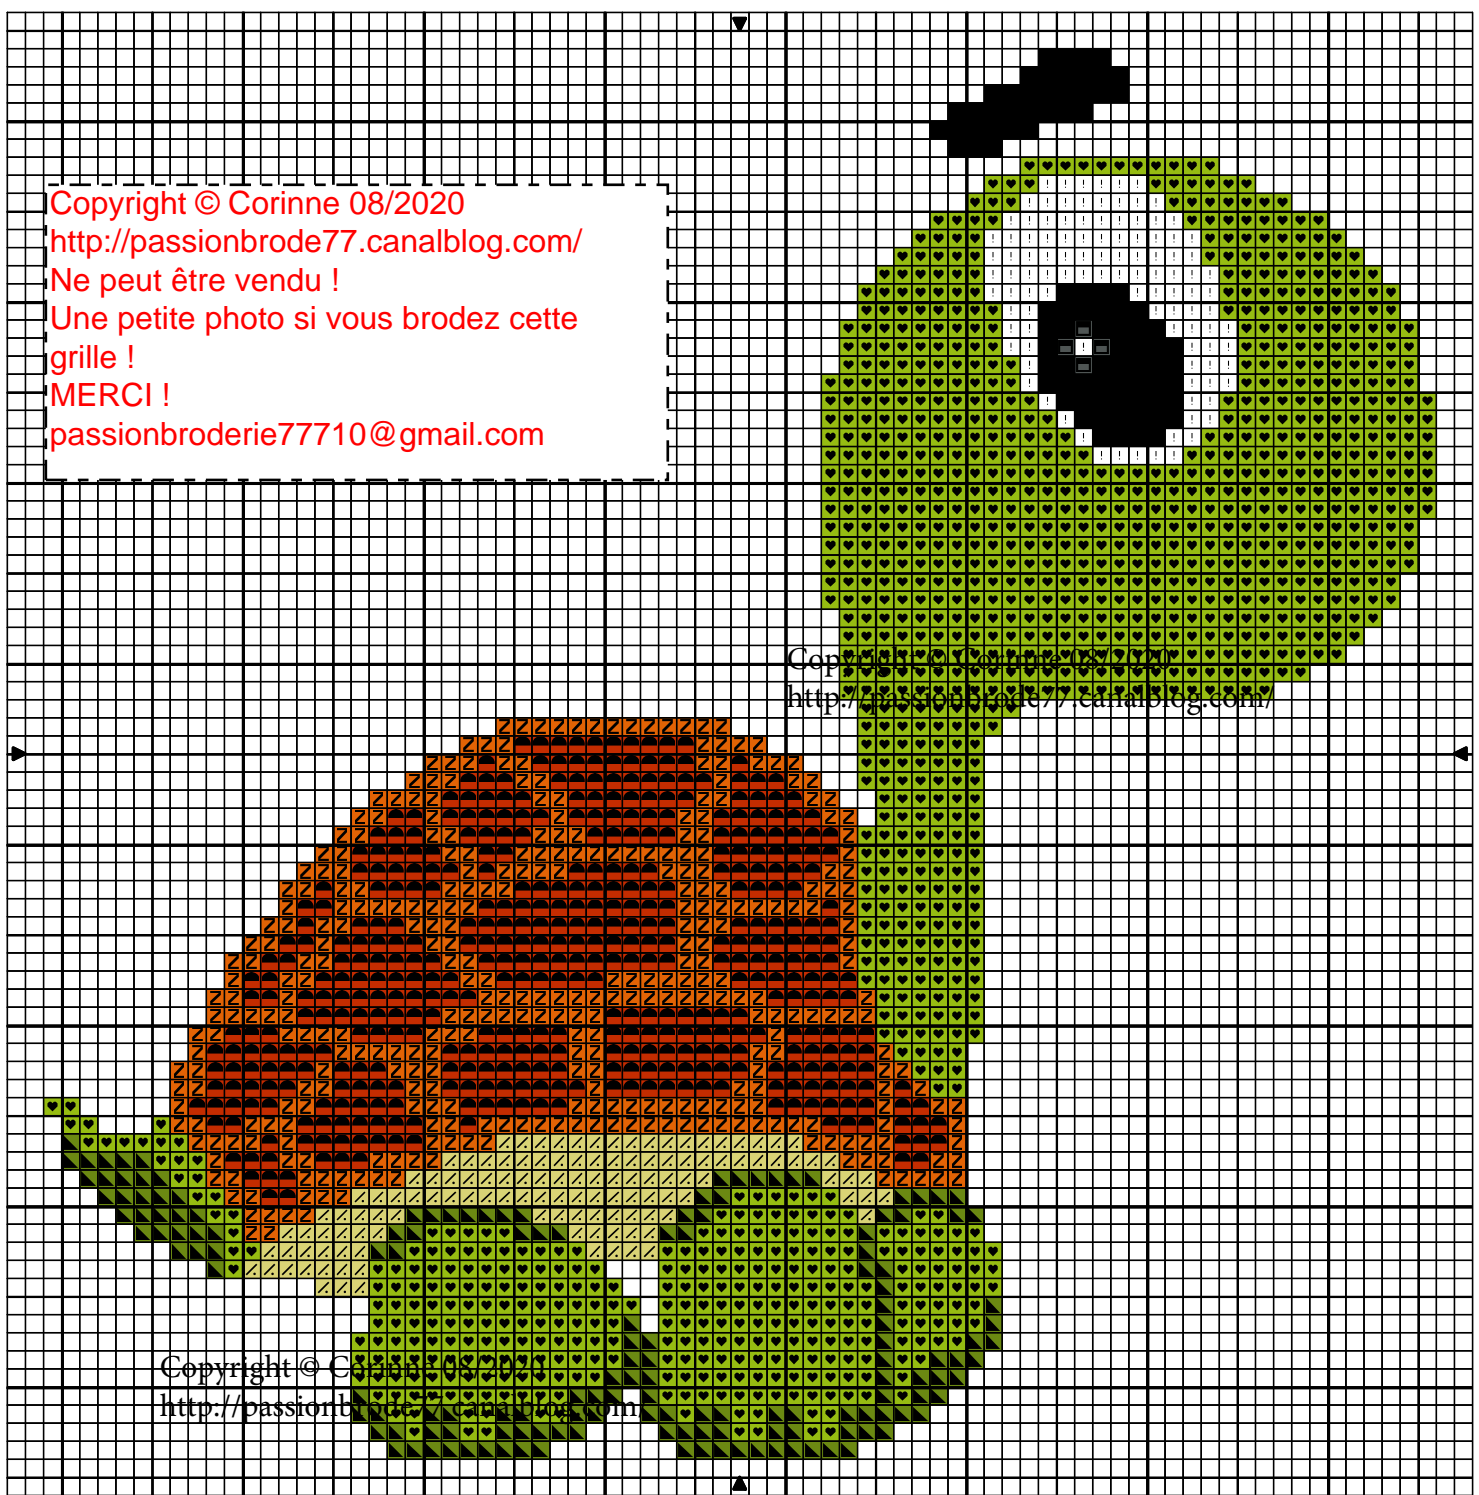 Copyright © Corinne 08/2020
http://passionbrode77.canalblog.com/
Ne peut être vendu !
Une petite photo si vous brodez cette
grille !
MERCI !
passionbroderie77710@gmail.com
Copyright © Corinne 08/2020
http://passionbrode77.canalblog.com/
Copyright © Corinne 08/2020
http://passionbrode77.canalblog.com/